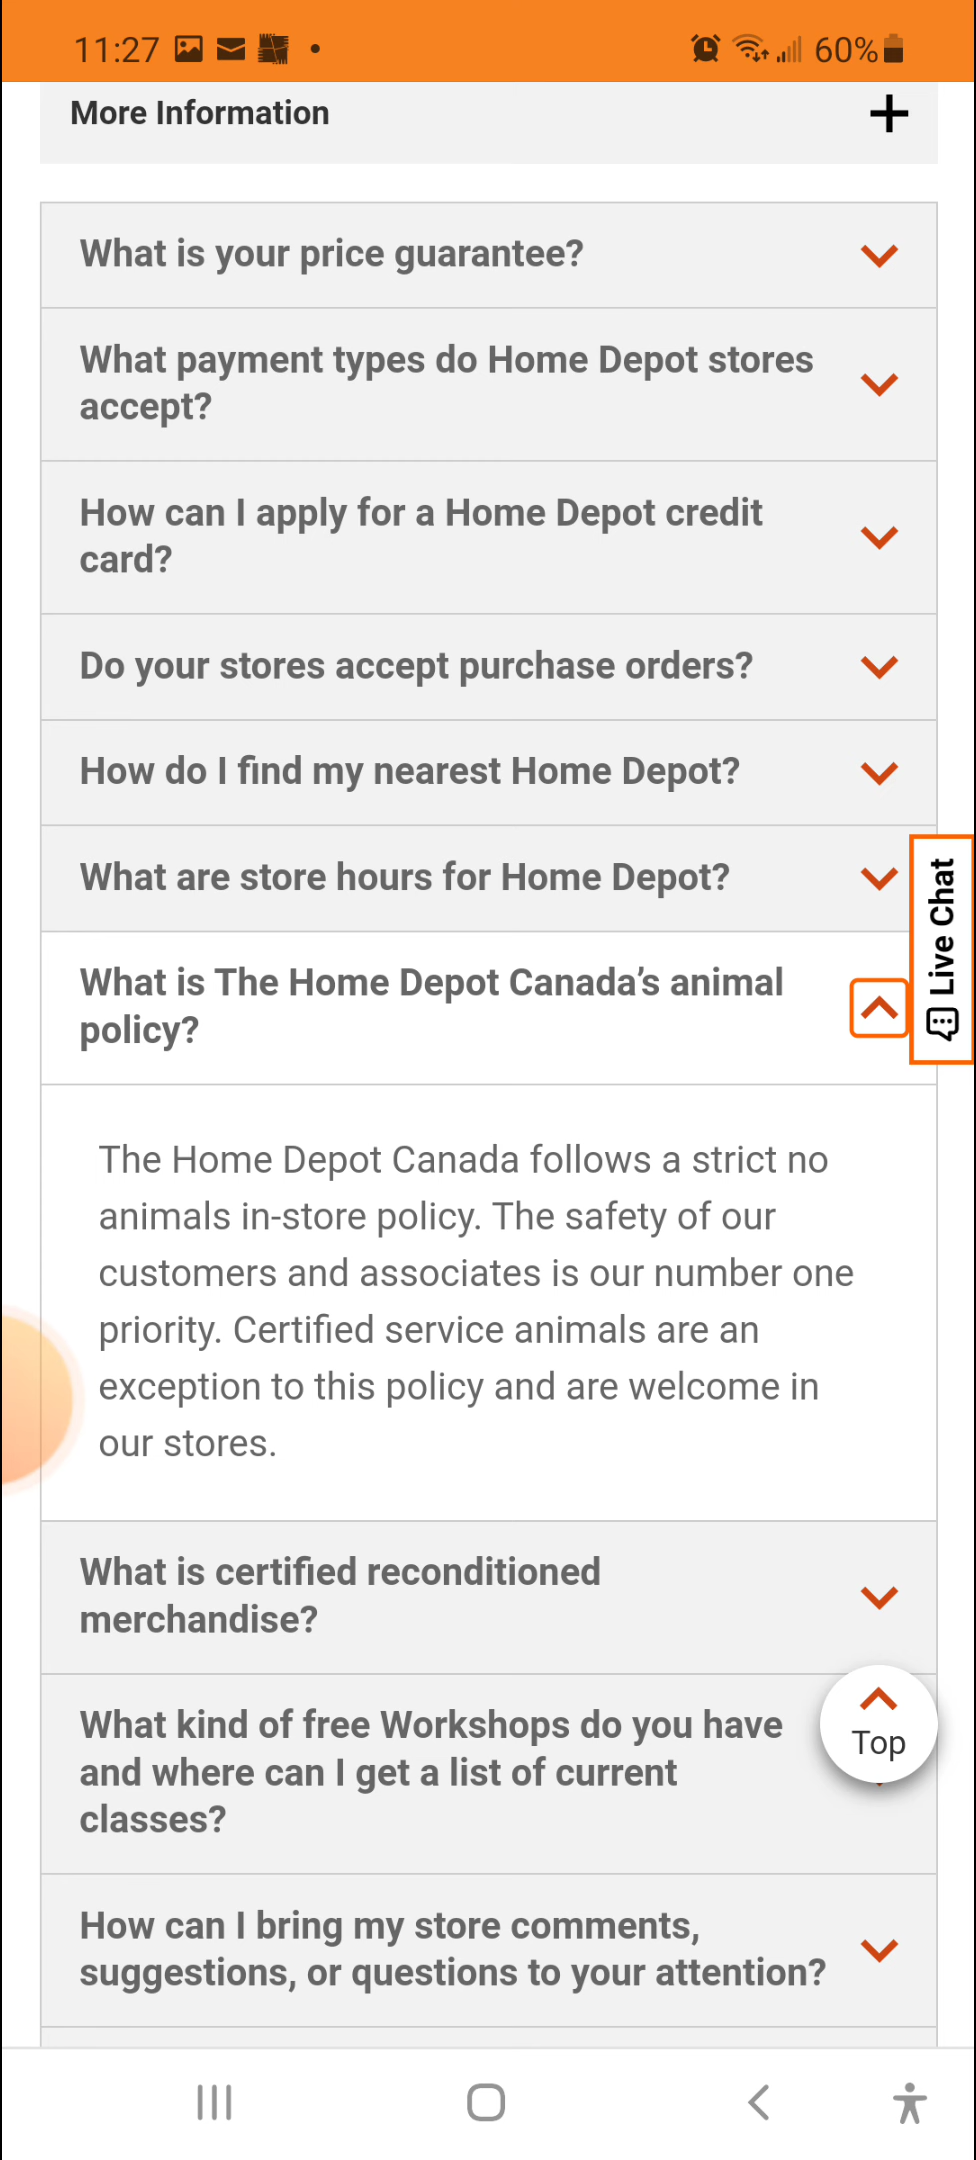 11:27
60%
More Information
What is your price guarantee?
What payment types do Home Depot stores
accept?
How can I apply for a Home Depot credit
card?
Do your stores accept purchase orders?
How do I find my nearest Home Depot?
What are store hours for Home Depot?
Live Chat
What is The Home Depot Canada’s animal
policy?
The Home Depot Canada follows a strict no
animals in-store policy. The safety of our
customers and associates is our number one
priority. Certified service animals are an
exception to this policy and are welcome in
our stores.
What is certified reconditioned
merchandise?
What kind of free Workshops do you have
and where can I get a list of current
classes?
Top
How can I bring my store comments,
suggestions, or questions to your attention?